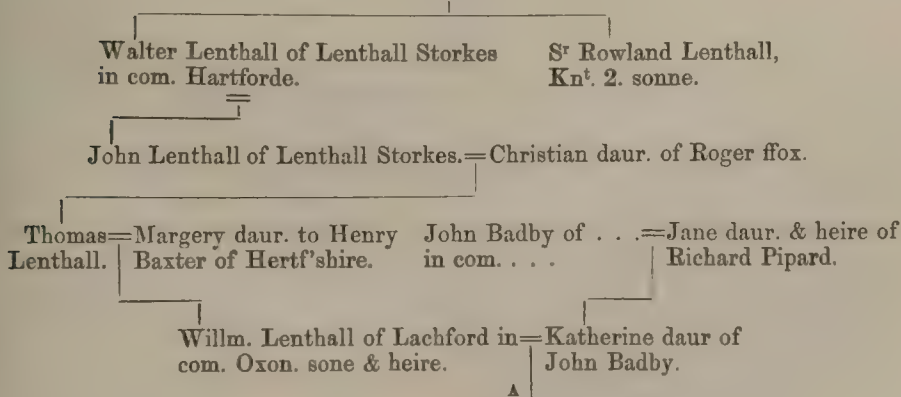 Walter Lenthall of Lenthall Storkes
in com. Hartforde.
Sr Rowland Lenthall,
Knt. 2. sonne.
John Lenthall of Lenthall Storkes.=Christian daur. of Roger ffox.
Thomas=Margery daur. to Henry
Lenthall. Baxter of Hertf'shire.
John Badby of . . .=Jane daur. & heire of
in com. . . . Richard Pipard.
Willm. Lenthall of Lachford in=Katherine daur of
com. Oxon. sone & heire. John Badby.
A